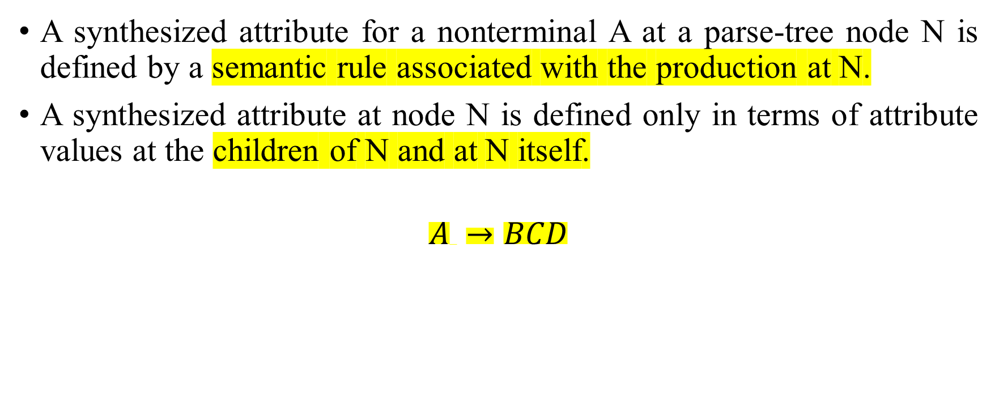 • A synthesized attribute for a nonterminal A at a parse-tree node N is
defined by a semantic rule associated with the production at N.
• A synthesized attribute at node N is defined only in terms of attribute
values at the children of N and at N itself.
A → BCD